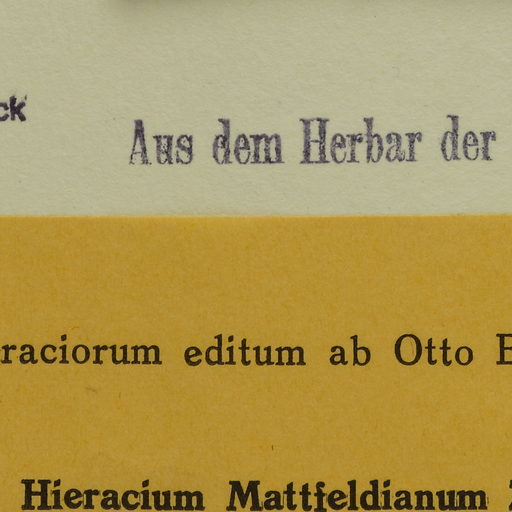 ck
Aus dem Herbar der
raciorum editum ab Otto
Hieracium Mattfeldianum